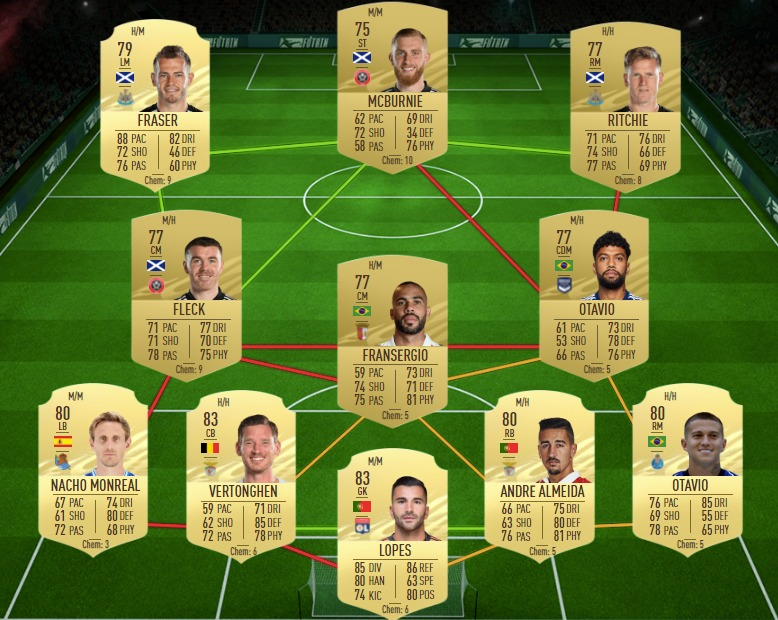 H/M
79
LM
FRASER
88 PAC 82 DRI
72 SHO 46 DEF
76 PAS 60 PHY
Chem: 9
M/M
75
ST
MCBURNIE
62 PAC 69 DRI
72 SHO 34 DEF
58 PAS 76 PHY
Chem: 10
H/M
77
RM
RITCHIE
71 PAC 76 DRI
74 SHO 66 DEF
77 PAS 69 PHY
Chem: 8
M/H
77
CM
FLECK
71 PAC 77 DRI
71 SHO 70 DEF
78 PAS 75 PHY
Chem: 9
H/M
77
CM
FRANSERGIO
59 PAC 73 DRI
74 SHO 71 DEF
75 PAS 81 PHY
Chem: 5
M/H
77
CDM
OTAVIO
61 PAC 73 DRI
53 SHO 78 DEF
66 PAS 76 PHY
Chem: 5
M/M
80
LB
NACHO MONREAL
67 PAC 74 DRI
61 SHO 80 DEF
72 PAS 68 PHY
Chem: 3
H/H
83
CB
VERTONGHEN
59 PAC 71 DRI
62 SHO 85 DEF
72 PAS 78 PHY
Chem: 6
M/M
83
GK
LOPES
85 DIV 86 REF
80 HAN 63 SPE
74 KIC 80 POS
Chem: 6
H/H
80
RB
ANDRE ALMEIDA
66 PAC 75 DRI
63 SHO 80 DEF
76 PAS 81 PHY
Chem: 5
H/H
80
RM
OTAVIO
76 PAC 85 DRI
69 SHO 55 DEF
78 PAS 65 PHY
Chem: 5